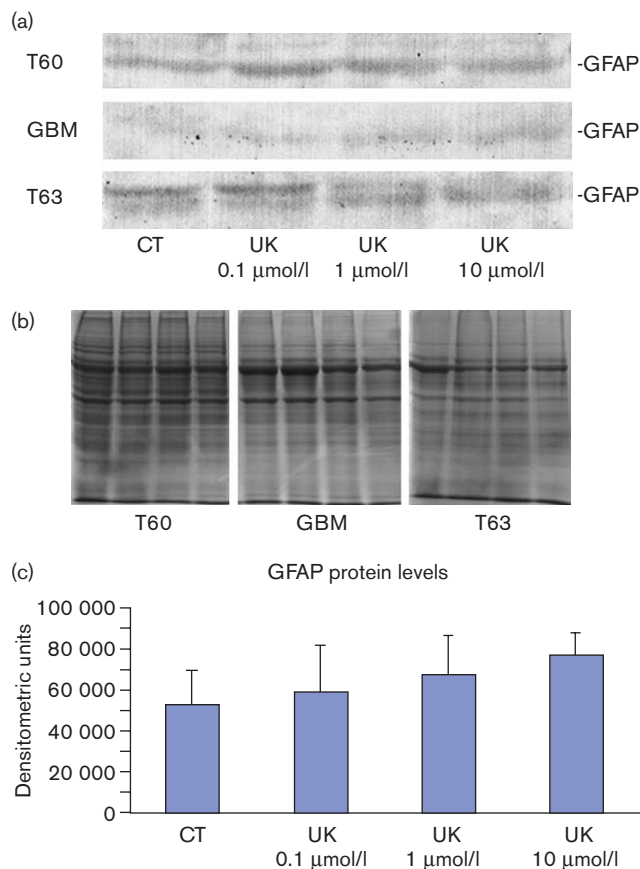 (a)
T60
-GFAP
GBM
-GFAP
T63
-GFAP
CT
UK
0.1 µmol/l
UK
1 µmol/l
UK
10 µmol/l
(b)
T60
GBM
T63
(c)
GFAP protein levels
Densitometric units
100 000
80 000
60 000
40 000
20 000
0
CT
UK
0.1 µmol/l
UK
1 µmol/l
UK
10 µmol/l